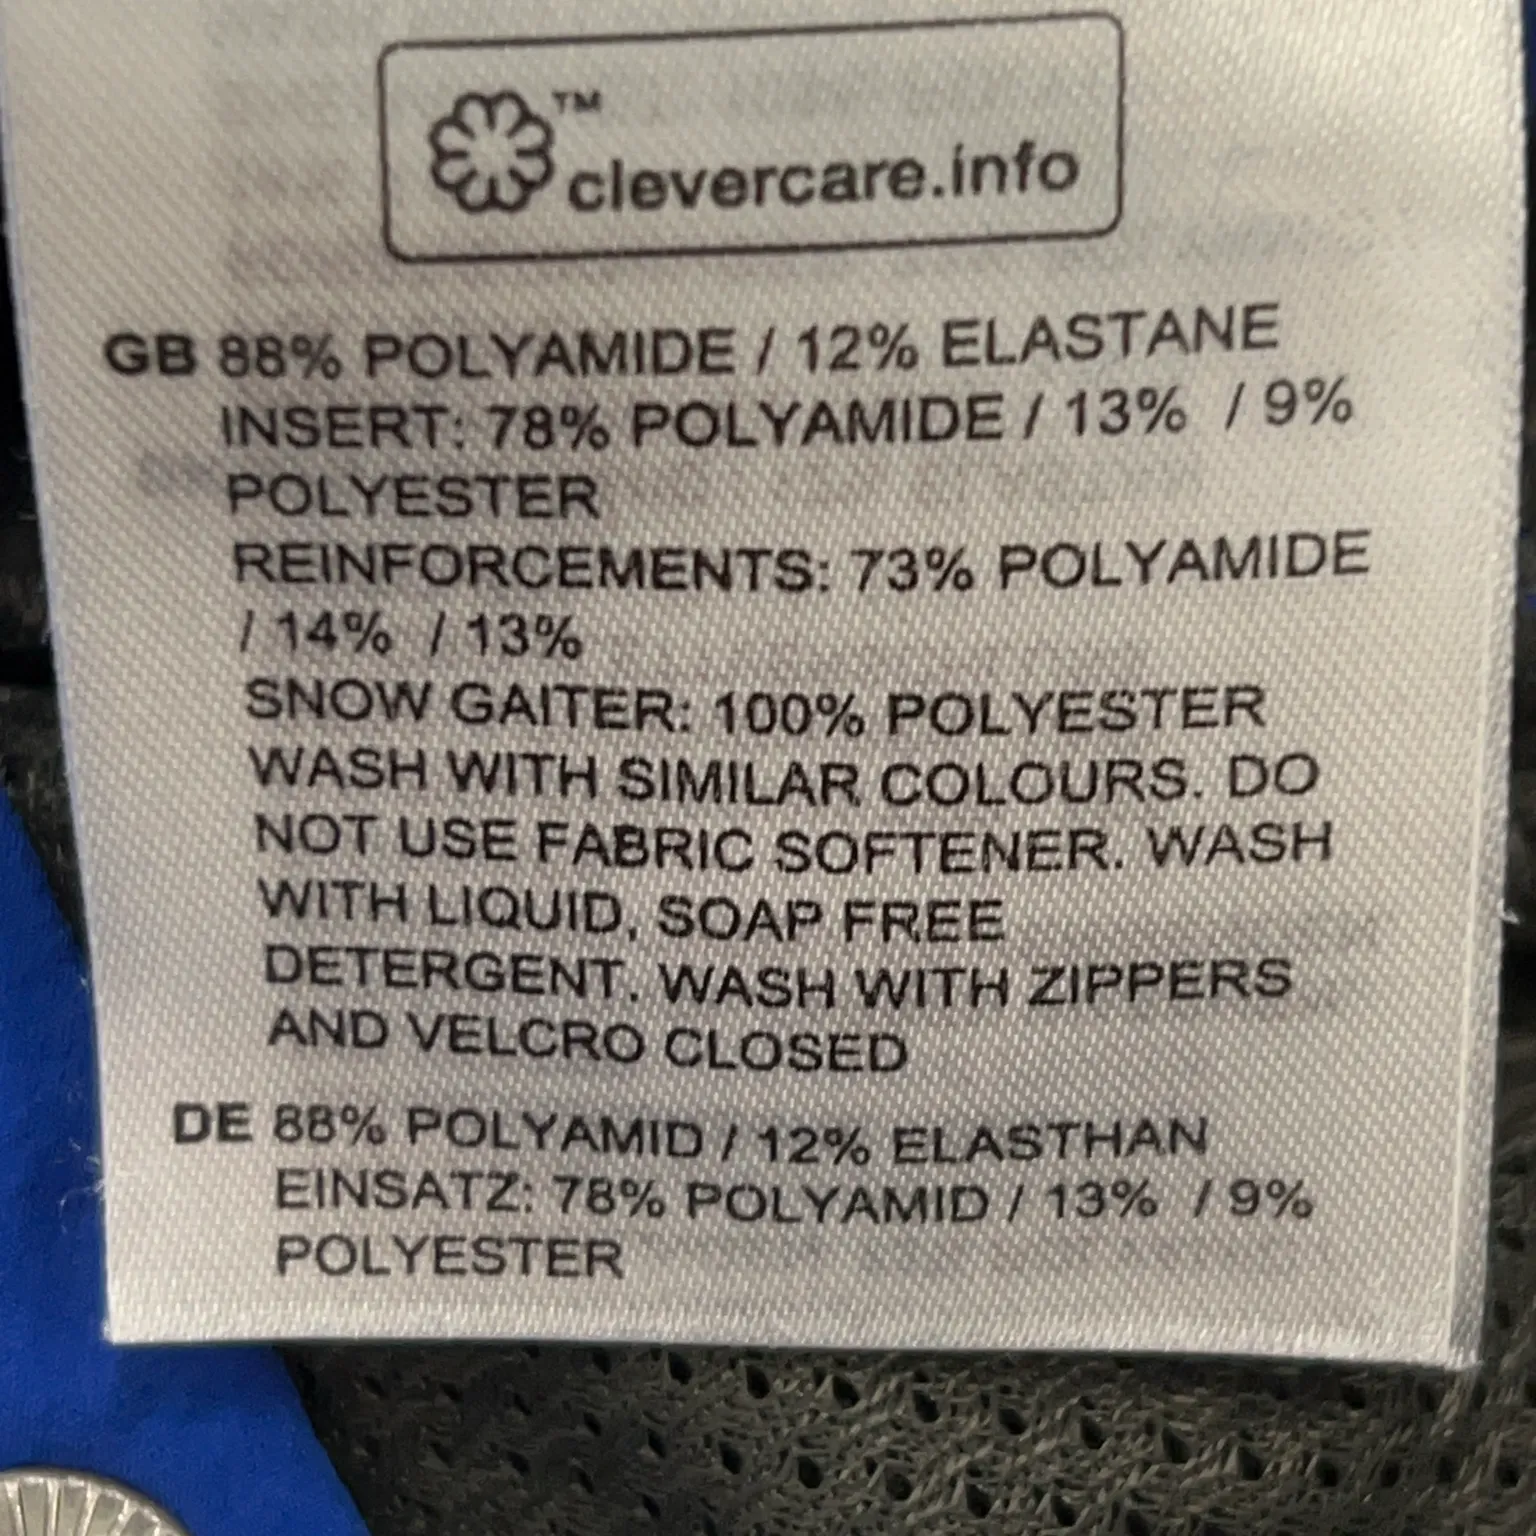 ™
clevercare.info
GB 88% POLYAMIDE / 12% ELASTANE
INSERT: 78% POLYAMIDE / 13%  / 9%
POLYESTER
REINFORCEMENTS: 73% POLYAMIDE
/ 14%  / 13%
SNOW GAITER: 100% POLYESTER
WASH WITH SIMILAR COLOURS. DO
NOT USE FABRIC SOFTENER. WASH
WITH LIQUID, SOAP FREE
DETERGENT. WASH WITH ZIPPERS
AND VELCRO CLOSED
DE 88% POLYAMID / 12% ELASTHAN
EINSATZ: 78% POLYAMID / 13%  / 9%
POLYESTER